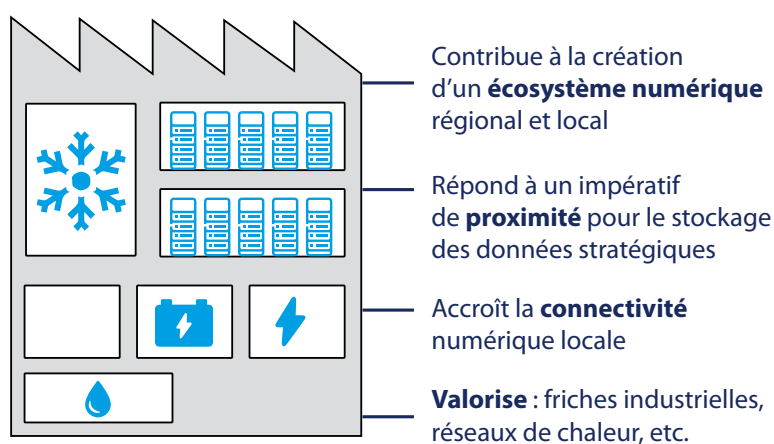 Contribue à la création
d’un écosystème numérique
régional et local
Répond à un impératif
de proximité pour le stockage
des données stratégiques
Accroît la connectivité
numérique locale
Valorise : friches industrielles,
réseaux de chaleur, etc.